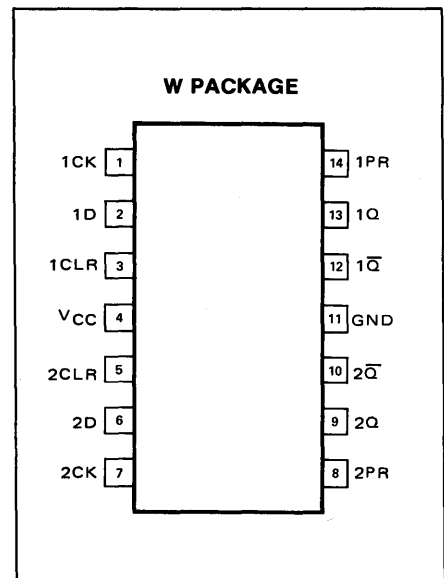 W PACKAGE
1CK 1 14 1PR
1D 2 13 1Q
1CLR 3 12 1Q̅
VCC 4 11 GND
2CLR 5 10 2Q̅
2D 6 9 2Q
2CK 7 8 2PR